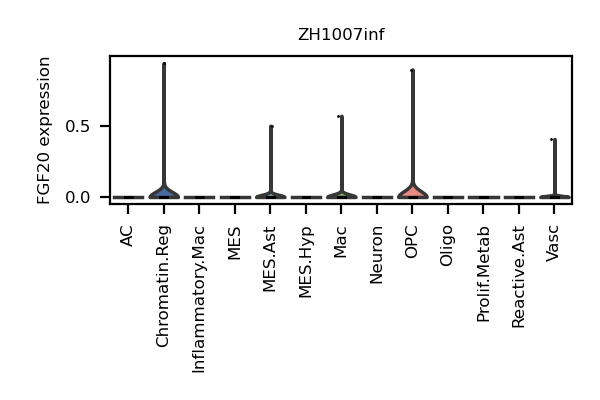 ZH1007inf
FGF20 expression
0.5
0.0
AC
Chromatin.Reg
Inflammatory.Mac
MES
MES.Ast
MES.Hyp
Mac
Neuron
OPC
Oligo
Prolif.Metab
Reactive.Ast
Vasc